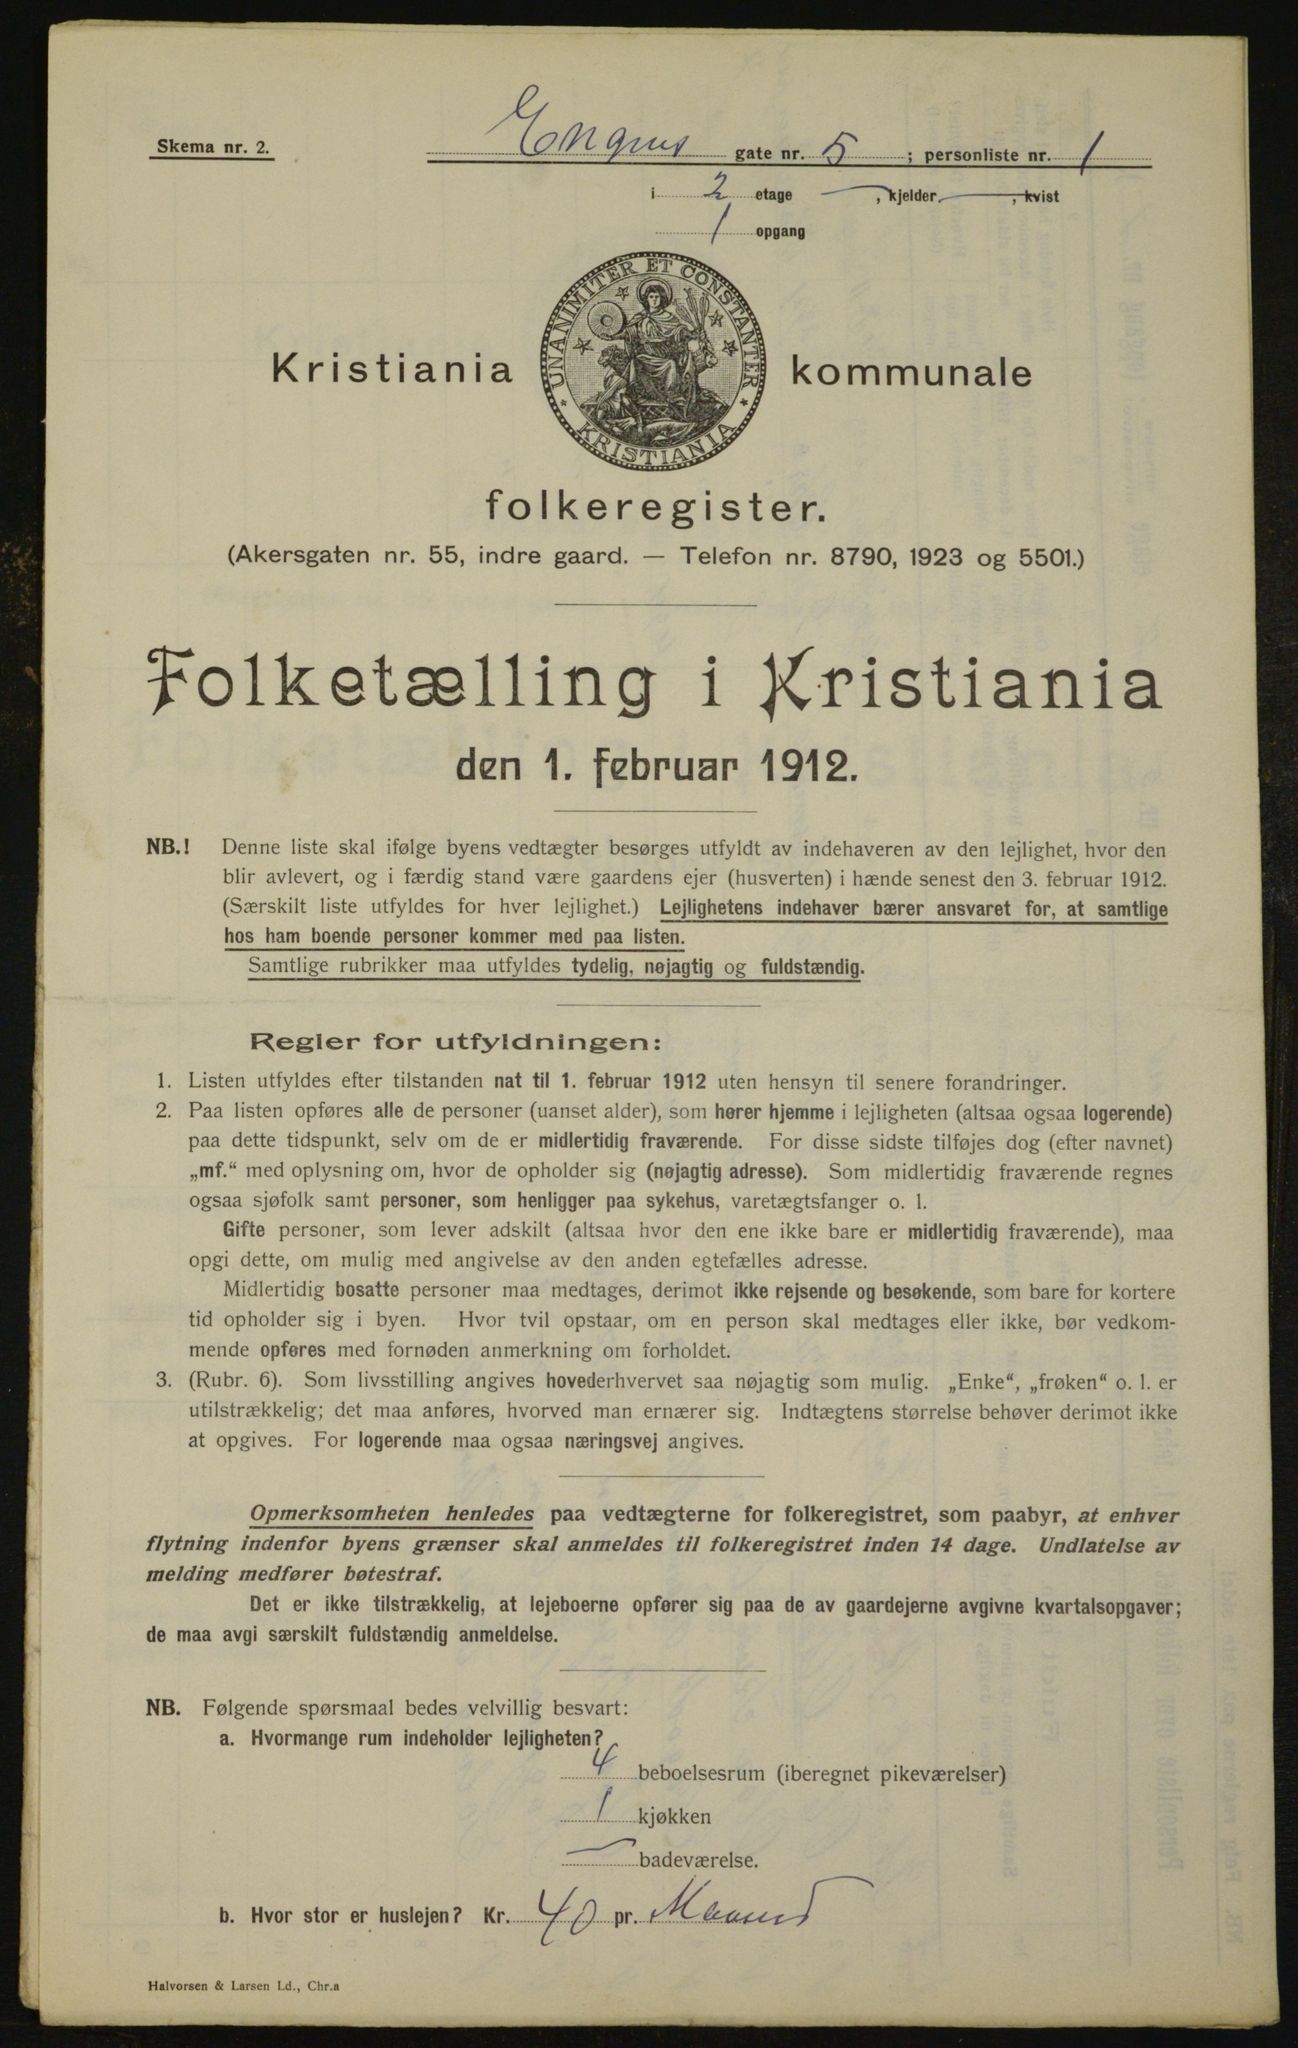 Skema nr. 2.
Enqvus gate nr. 5 ; personliste nr. 1
i 2 etage —, kjelder —, kvist
1 opgang
UNANIMITER ET CONSTANTER
KRISTIANIA
Kristiania kommunale
folkeregister.
(Akersgaten nr. 55, indre gaard. — Telefon nr. 8790, 1923 og 5501.)
Folketælling i Kristiania
den 1. februar 1912.
NB.! Denne liste skal ifølge byens vedtægter besørges utfyldt av indehaveren av den lejlighet, hvor den
blir avlevert, og i færdig stand være gaardens ejer (husverten) i hænde senest den 3. februar 1912.
(Særskilt liste utfyldes for hver lejlighet.) Lejlighetens indehaver bærer ansvaret for, at samtlige
hos ham boende personer kommer med paa listen.
Samtlige rubrikker maa utfyldes tydelig, nøjagtig og fuldstændig.
Regler for utfyldningen:
1. Listen utfyldes efter tilstanden nat til 1. februar 1912 uten hensyn til senere forandringer.
2. Paa listen opføres alle de personer (uanset alder), som hører hjemme i lejligheten (altsaa ogsaa logerende)
paa dette tidspunkt, selv om de er midlertidig fraværende. For disse sidste tilføjes dog (efter navnet)
„mf.“ med oplysning om, hvor de opholder sig (nøjagtig adresse). Som midlertidig fraværende regnes
ogsaa sjøfolk samt personer, som henligger paa sykehus, varetægtsfanger o. l.
Gifte personer, som lever adskilt (altsaa hvor den ene ikke bare er midlertidig fraværende), maa
opgi dette, om mulig med angivelse av den anden egtefælles adresse.
Midlertidig bosatte personer maa medtages, derimot ikke rejsende og besøkende, som bare for kortere
tid opholder sig i byen. Hvor tvil opstaar, om en person skal medtages eller ikke, bør vedkom-
mende opføres med fornøden anmerkning om forholdet.
3. (Rubr. 6). Som livsstilling angives hovederhvervet saa nøjagtig som mulig. „Enke“, „frøken“ o. l. er
utilstrækkelig; det maa anføres, hvorved man ernærer sig. Indtægtens størrelse behøver derimot ikke
at opgives. For logerende maa ogsaa næringsvej angives.
Opmerksomheten henledes paa vedtægterne for folkeregistret, som paabyr, at enhver
flytning indenfor byens grænser skal anmeldes til folkeregistret inden 14 dage. Undlatelse av
melding medfører bøtestraf.
Det er ikke tilstrækkelig, at lejeboerne opfører sig paa de av gaardejerne avgivne kvartalsopgaver;
de maa avgi særskilt fuldstændig anmeldelse.
NB. Følgende spørsmaal bedes velvillig besvart:
a. Hvormange rum indeholder lejligheten?
4 beboelsesrum (iberegnet pikeværelser)
1 kjøkken
— badeværelse.
b. Hvor stor er huslejen? Kr. 40 pr. Maaned
Halvorsen & Larsen Ld., Chr.a